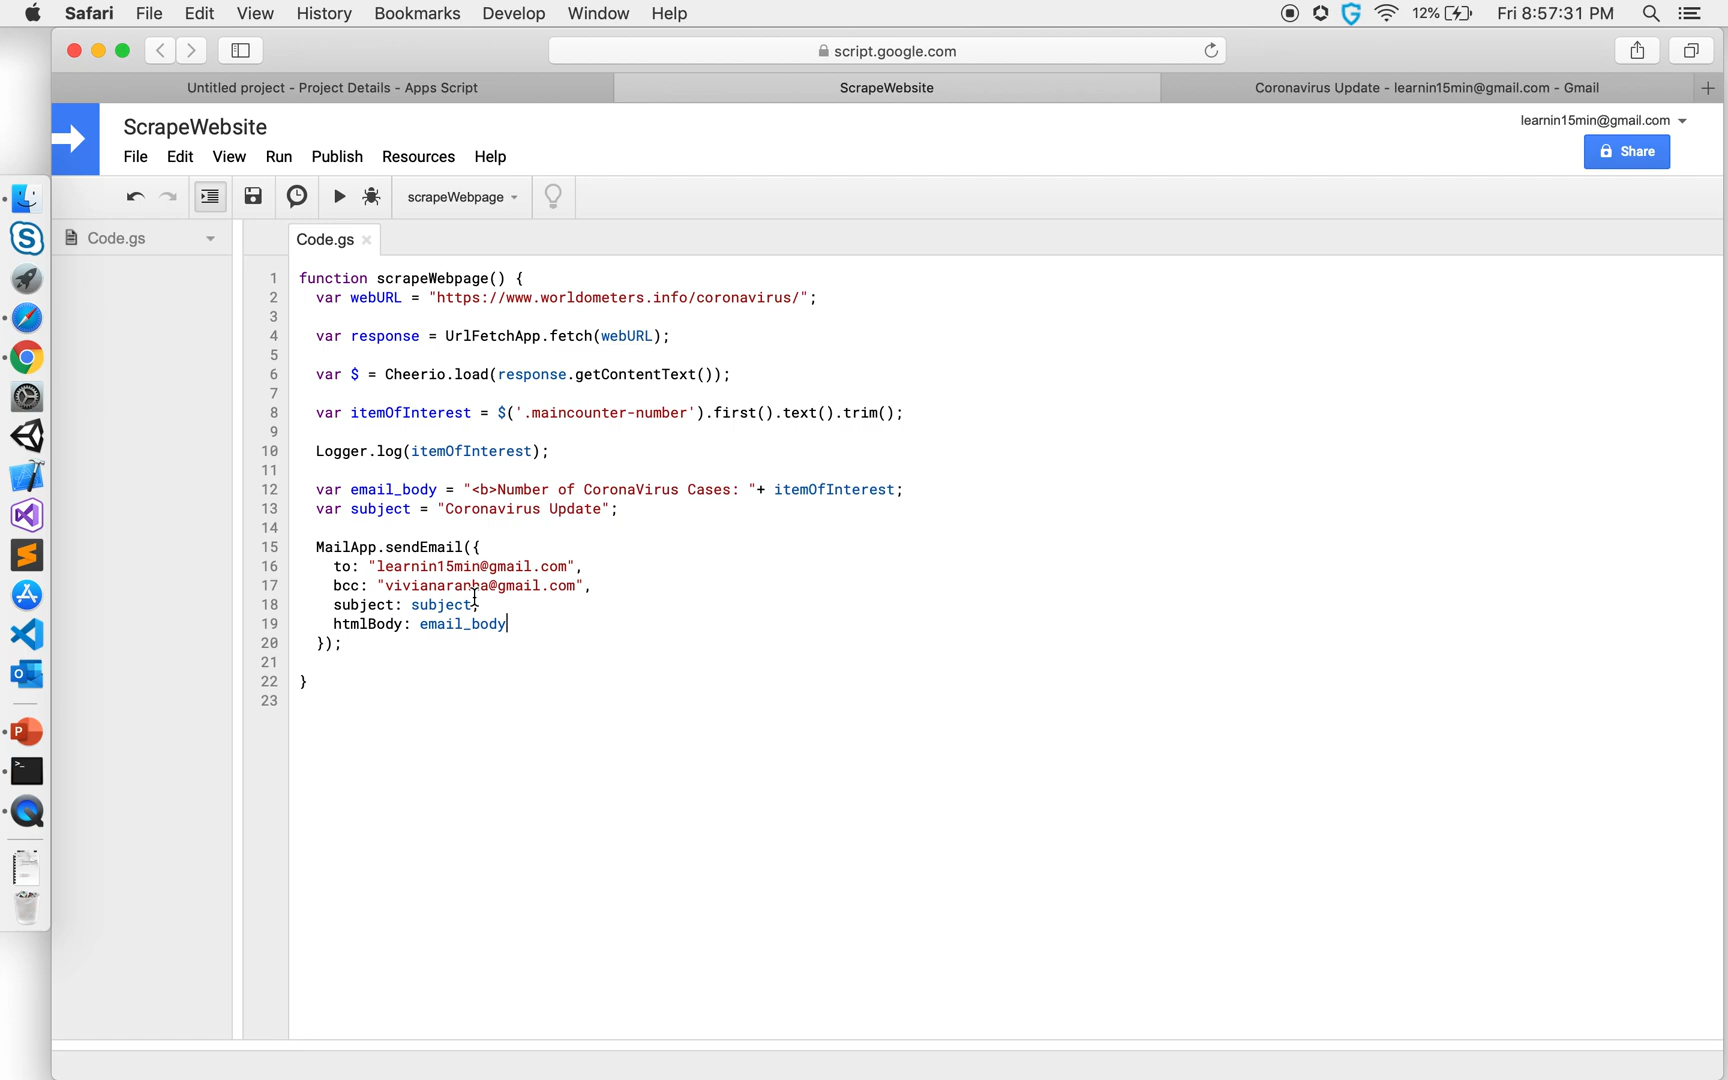 Safari File Edit View History Bookmarks Develop Window Help 12% Fri 8:57:31 PM
script.google.com
Untitled project - Project Details - Apps Script ScrapeWebsite Coronavirus Update - learnin15min@gmail.com - Gmail
ScrapeWebsite learnin15min@gmail.com
File Edit View Run Publish Resources Help Share
scrapeWebpage
Code.gs Code.gs
1 function scrapeWebpage() {
2 var webURL = "https://www.worldometers.info/coronavirus/";
3
4 var response = UrlFetchApp.fetch(webURL);
5
6 var $ = Cheerio.load(response.getContentText());
7
8 var itemOfInterest = $('.maincounter-number').first().text().trim();
9
10 Logger.log(itemOfInterest);
11
12 var email_body = "<b>Number of CoronaVirus Cases: "+ itemOfInterest;
13 var subject = "Coronavirus Update";
14
15 MailApp.sendEmail({
16 to: "learnin15min@gmail.com",
17 bcc: "vivianaranha@gmail.com",
18 subject: subject,
19 htmlBody: email_body
20 });
21
22 }
23